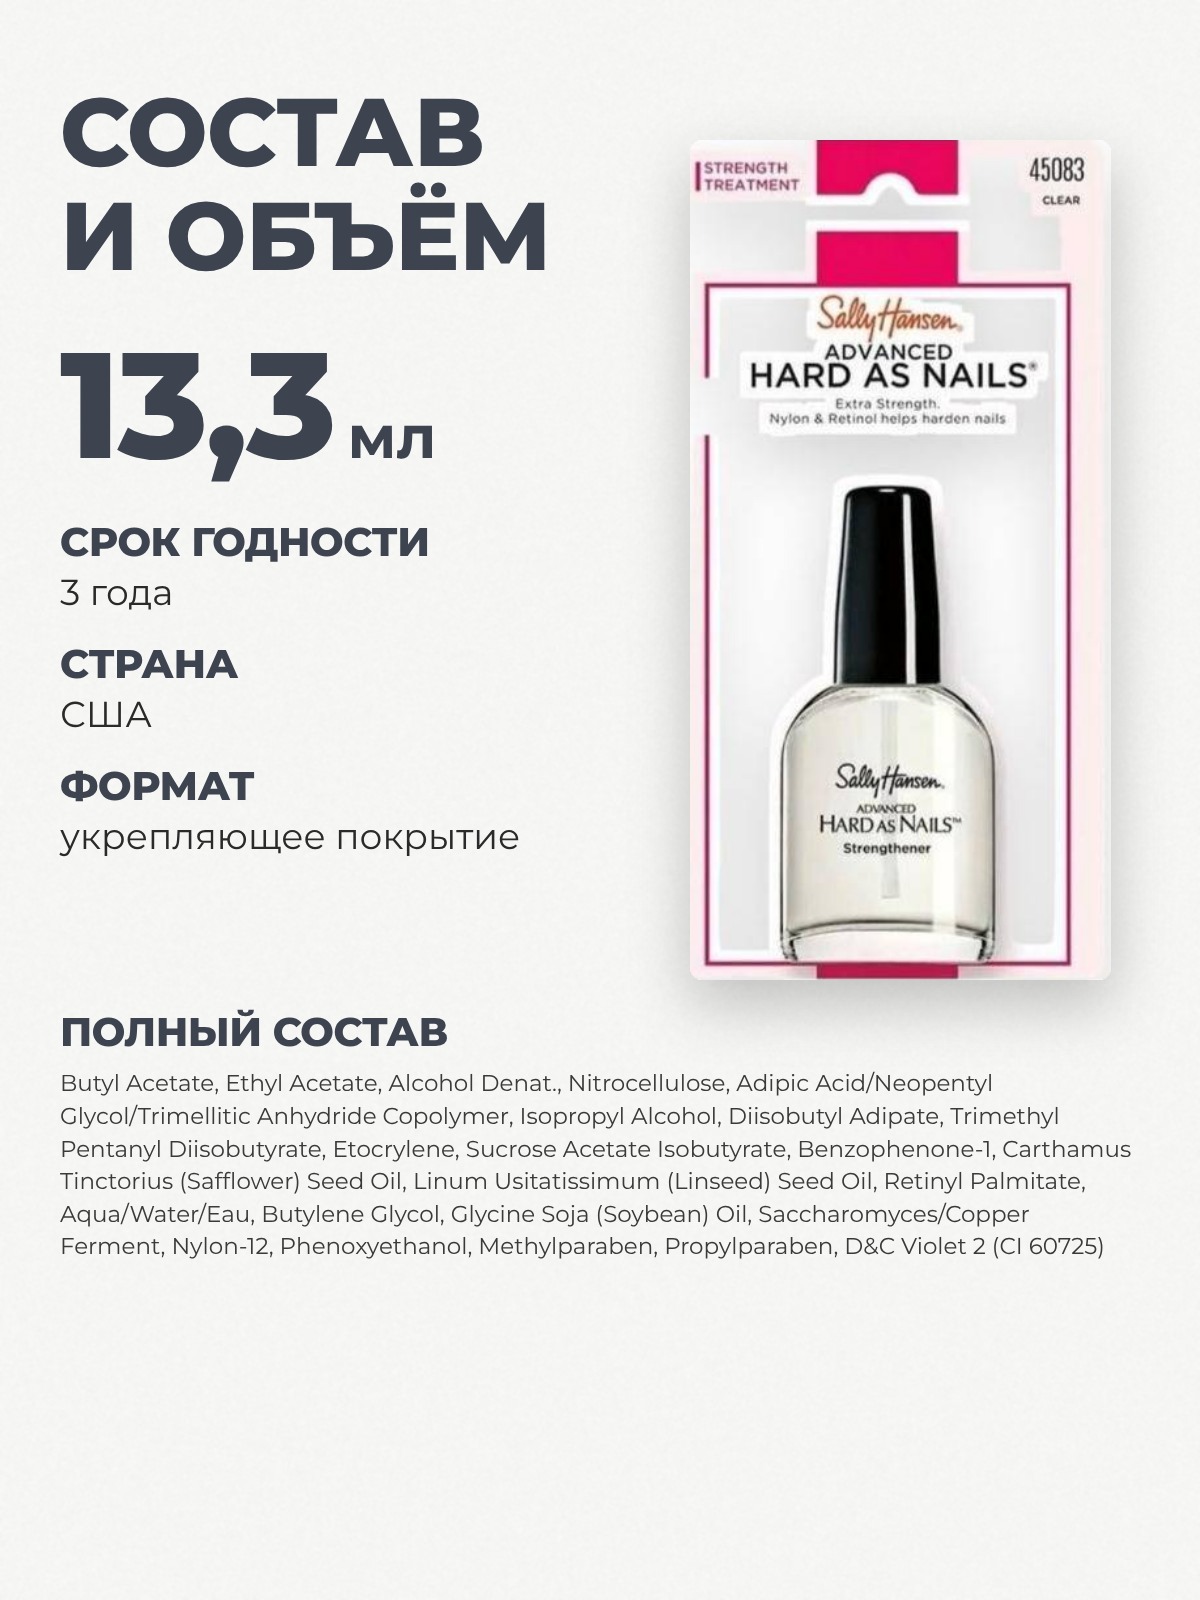 СОСТАВ
И ОБЪЁМ
13,3 мл
СРОК ГОДНОСТИ
3 года
СТРАНА
США
ФОРМАТ
укрепляющее покрытие
STRENGTH
TREATMENT
45083
CLEAR
Sally Hansen®
ADVANCED
HARD AS NAILS®
Extra Strength.
Nylon & Retinol helps harden nails
Sally Hansen.
ADVANCED
HARD AS NAILS™
Strengthener
ПОЛНЫЙ СОСТАВ
Butyl Acetate, Ethyl Acetate, Alcohol Denat., Nitrocellulose, Adipic Acid/Neopentyl
Glycol/Trimellitic Anhydride Copolymer, Isopropyl Alcohol, Diisobutyl Adipate, Trimethyl
Pentanyl Diisobutyrate, Etocrylene, Sucrose Acetate Isobutyrate, Benzophenone-1, Carthamus
Tinctorius (Safflower) Seed Oil, Linum Usitatissimum (Linseed) Seed Oil, Retinyl Palmitate,
Aqua/Water/Eau, Butylene Glycol, Glycine Soja (Soybean) Oil, Saccharomyces/Copper
Ferment, Nylon-12, Phenoxyethanol, Methylparaben, Propylparaben, D&C Violet 2 (CI 60725)